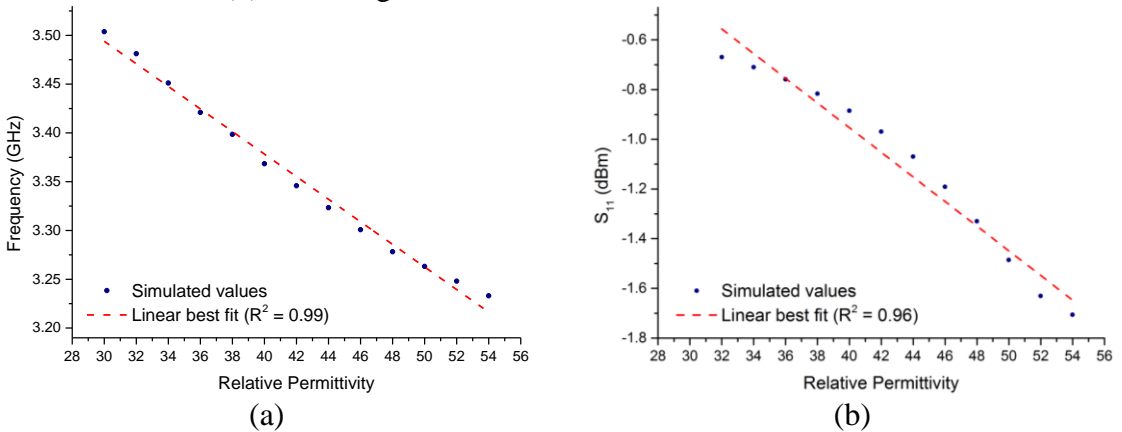 3.50
3.45
3.40
3.35
3.30
3.25
3.20
Frequency (GHz)
Simulated values
Linear best fit (R² = 0.99)
28 30 32 34 36 38 40 42 44 46 48 50 52 54 56
Relative Permittivity
(a)
-0.6
-0.8
-1.0
-1.2
-1.4
-1.6
-1.8
S₁₁ (dBm)
Simulated values
Linear best fit (R² = 0.96)
28 30 32 34 36 38 40 42 44 46 48 50 52 54 56
Relative Permittivity
(b)